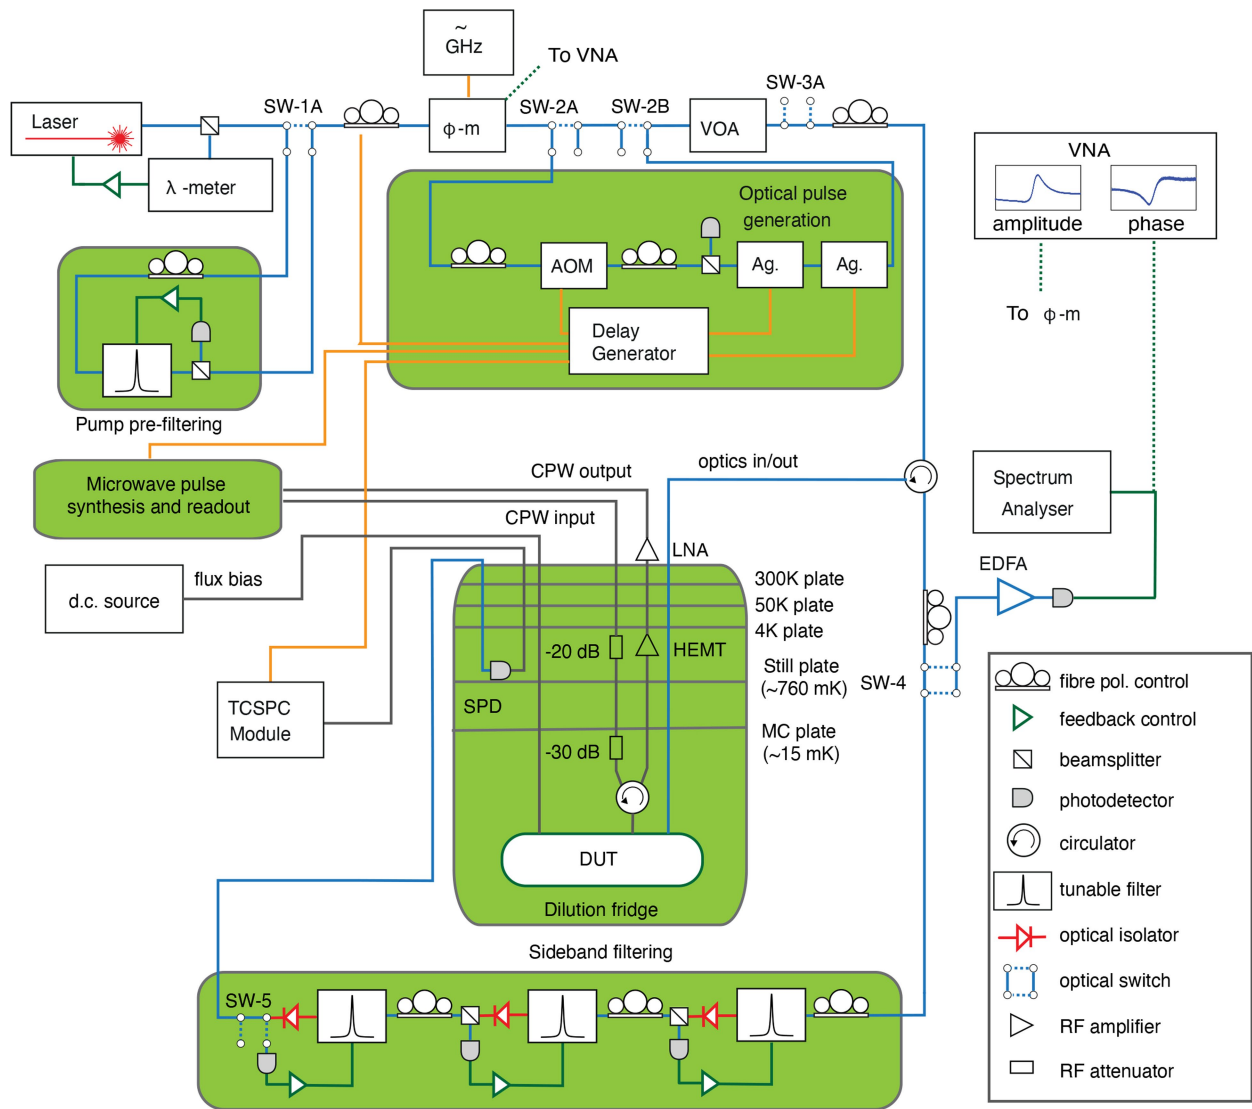 ~
GHz
To VNA
SW-1A
SW-2A
SW-2B
SW-3A
Laser
ϕ-m
VOA
λ -meter
VNA
amplitude
phase
To ϕ-m
Optical pulse
generation
AOM
Ag.
Ag.
Delay
Generator
Pump pre-filtering
Microwave pulse
synthesis and readout
CPW output
CPW input
optics in/out
Spectrum
Analyser
LNA
EDFA
d.c. source
flux bias
300K plate
50K plate
4K plate
-20 dB
HEMT
Still plate
(~760 mK)
SW-4
SPD
TCSPC
Module
-30 dB
MC plate
(~15 mK)
DUT
Dilution fridge
Sideband filtering
SW-5
fibre pol. control
feedback control
beamsplitter
photodetector
circulator
tunable filter
optical isolator
optical switch
RF amplifier
RF attenuator